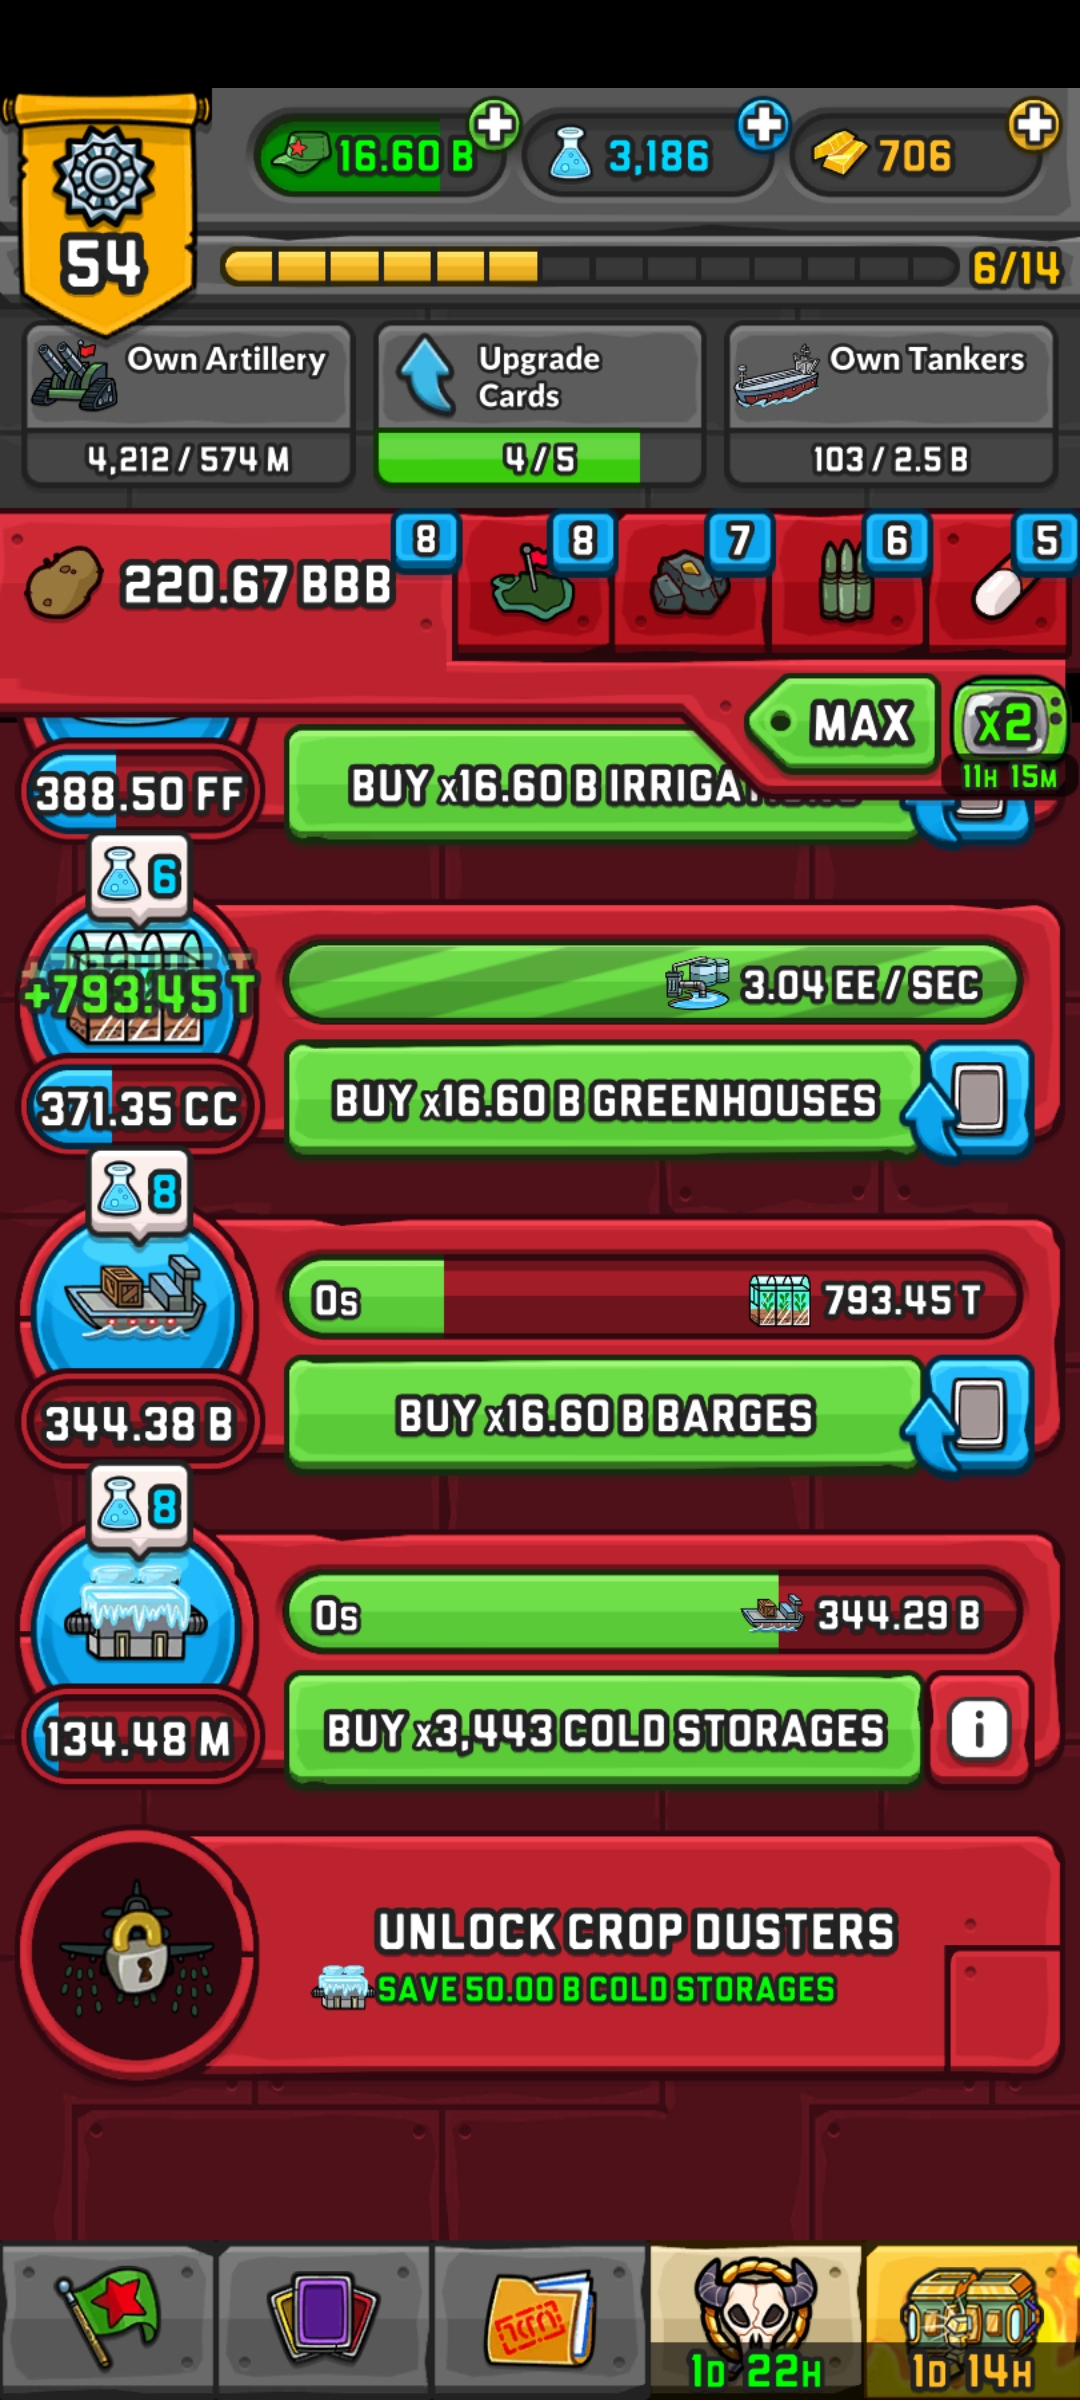 54
16.60 B
3,186
706
6/14
Own Artillery
4,212 / 574 M
Upgrade
Cards
4 / 5
Own Tankers
103 / 2.5 B
220.67 BBB
8
8
7
6
5
MAX
x2
11H 15M
388.50 FF
BUY x16.60 B
6
+793.45 T
3.04 EE / SEC
371.35 CC
BUY x16.60 B GREENHOUSES
8
0s
793.45 T
344.38 B
BUY x16.60 B BARGES
8
0s
344.29 B
134.48 M
BUY x3,443 COLD STORAGES
i
UNLOCK CROP DUSTERS
SAVE 50.00 B COLD STORAGES
1D 22H
1D 14H